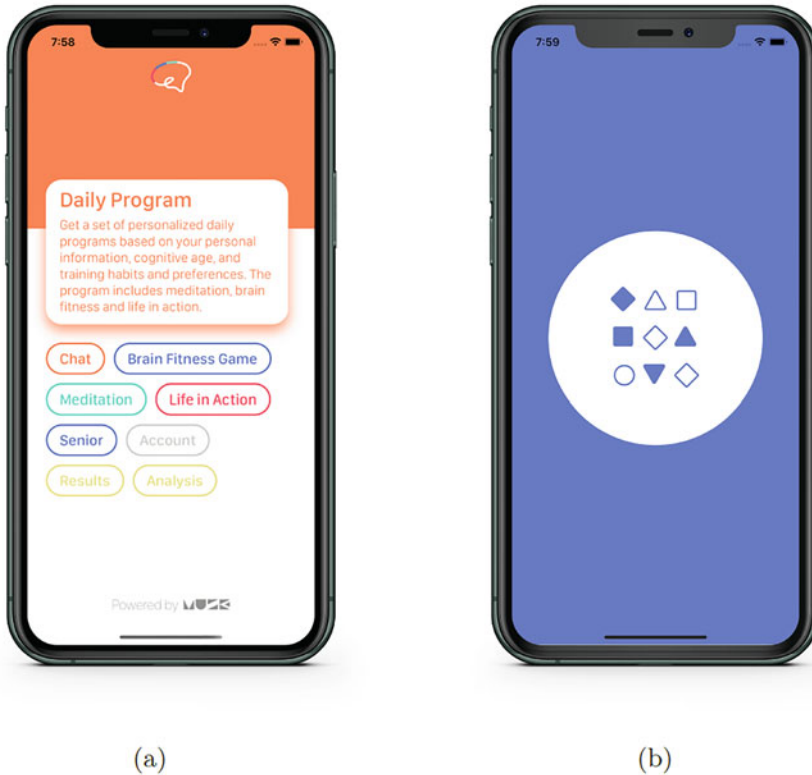 7:58
Daily Program
Get a set of personalized daily
programs based on your personal
information, cognitive age, and
training habits and preferences. The
program includes meditation, brain
fitness and life in action.
Chat Brain Fitness Game
Meditation Life in Action
Senior Account
Results Analysis
Powered by
(a)
7:59
(b)